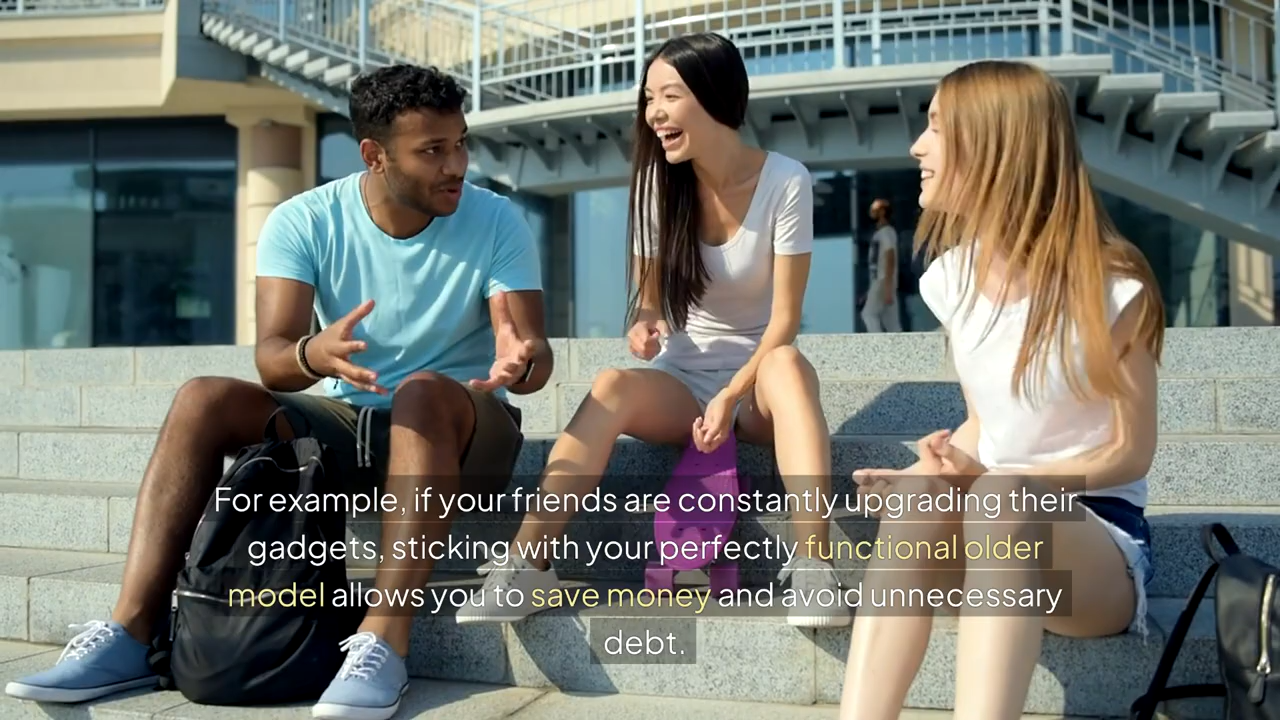 For example, if your friends are constantly upgrading their
gadgets, sticking with your perfectly functional older
model allows you to save money and avoid unnecessary
debt.